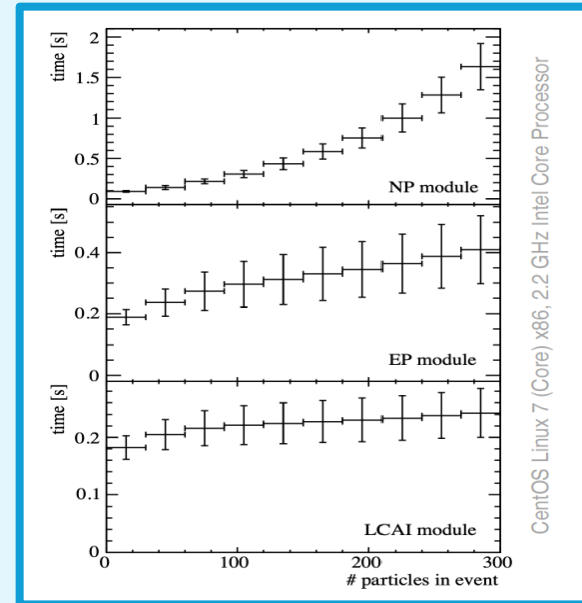 time [s]
2
1.5
1
0.5
0
NP module
time [s]
0.4
0.2
0
EP module
time [s]
0.2
0.1
0
LCAI module
0 100 200 300
# particles in event
CentOS Linux 7 (Core) x86, 2.2 GHz Intel Core Processor